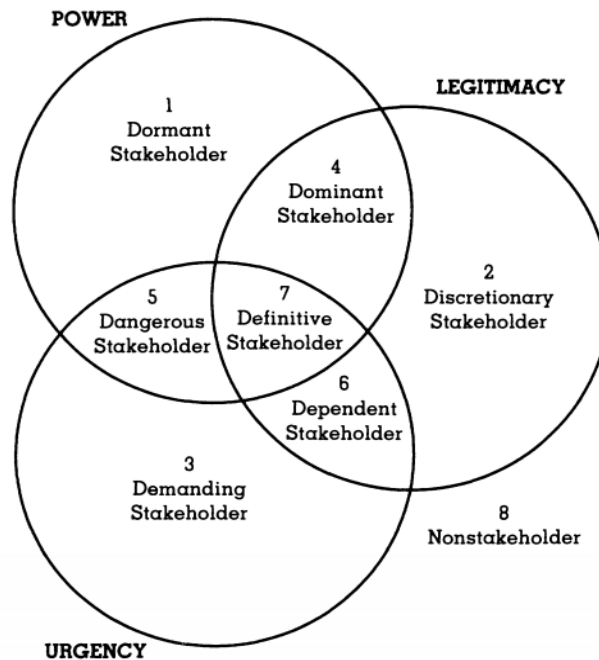 POWER
LEGITIMACY
1
Dormant
Stakeholder
4
Dominant
Stakeholder
2
Discretionary
Stakeholder
5
Dangerous
Stakeholder
7
Definitive
Stakeholder
6
Dependent
Stakeholder
3
Demanding
Stakeholder
8
Nonstakeholder
URGENCY